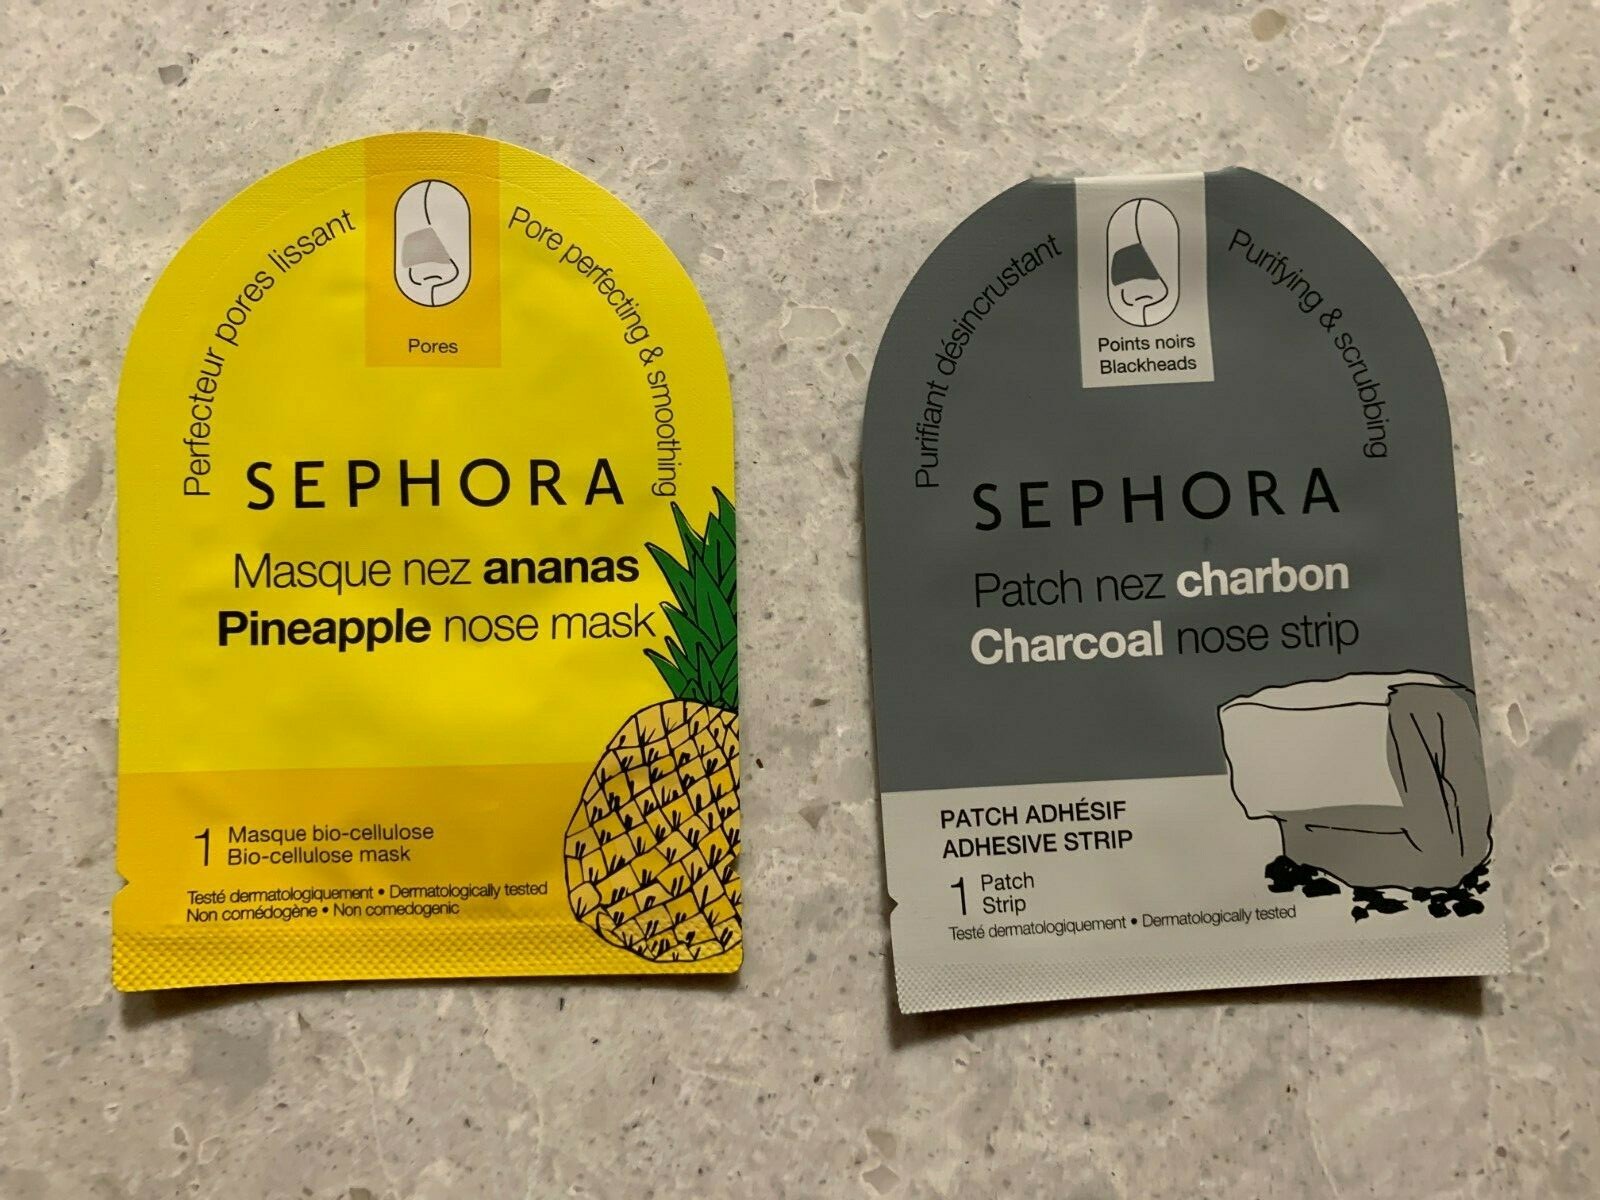 Perfecteur pores lissant
Pore perfecting & smoothing
Pores
SEPHORA
Masque nez ananas
Pineapple nose mask
1 Masque bio-cellulose
Bio-cellulose mask
Testé dermatologiquement • Dermatologically tested
Non comédogène • Non comedogenic
Purifiant désincrustant
Purifying & scrubbing
Points noirs
Blackheads
SEPHORA
Patch nez charbon
Charcoal nose strip
PATCH ADHÉSIF
ADHESIVE STRIP
1 Patch
Strip
Testé dermatologiquement • Dermatologically tested